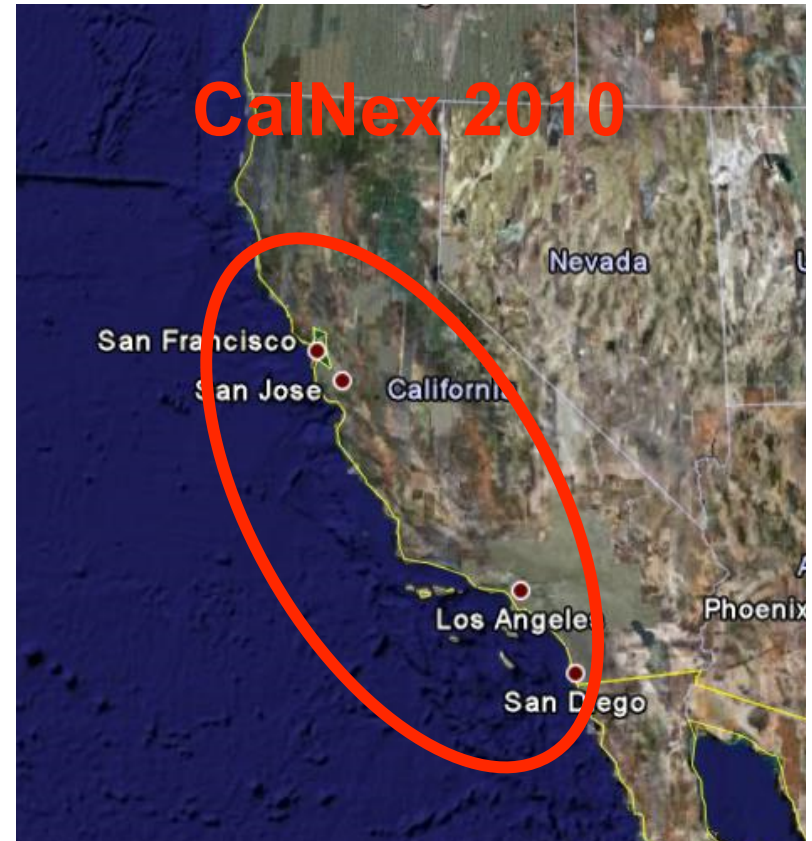 CalNex 2010
Nevada
U
San Francisco
San Jose
California
A
Los Angeles
Phoenix
San Diego